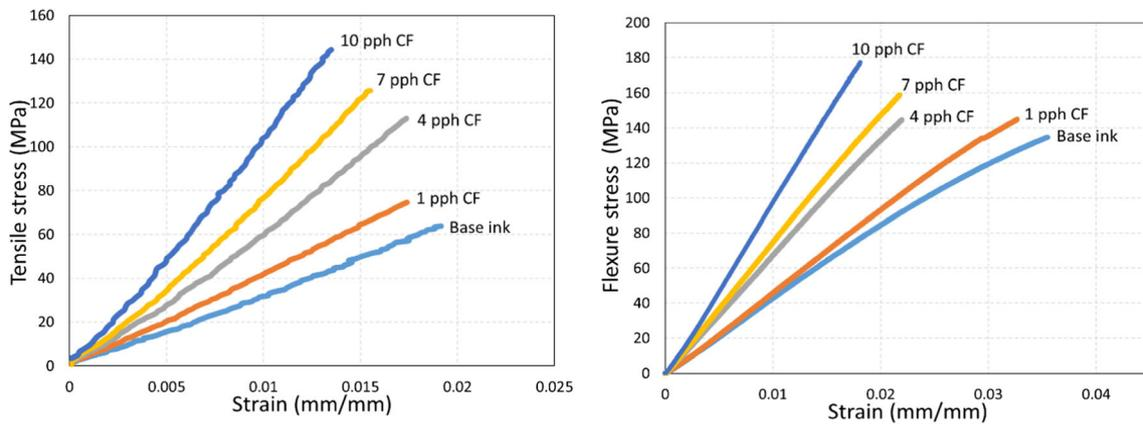 160
140
120
100
80
60
40
20
0
Tensile stress (MPa)
10 pph CF
7 pph CF
4 pph CF
1 pph CF
Base ink
0 0.005 0.01 0.015 0.02 0.025
Strain (mm/mm)
200
180
160
140
120
100
80
60
40
20
0
Flexure stress (MPa)
10 pph CF
7 pph CF
4 pph CF
1 pph CF
Base ink
0 0.01 0.02 0.03 0.04
Strain (mm/mm)